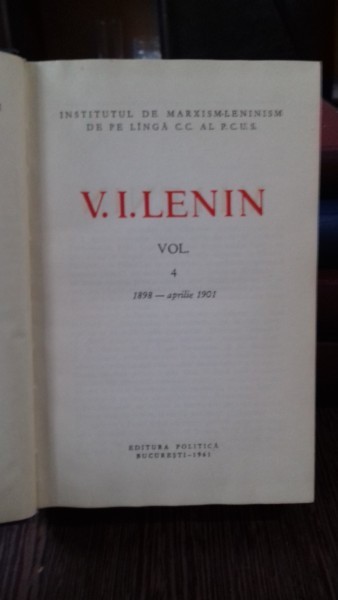 INSTITUTUL DE MARXISM-LENINISM
DE PE LÎNGĂ C.C. AL P.C.U.S.
V.I.LENIN
VOL.
4
1898 — aprilie 1901
EDITURA POLITICĂ
BUCUREȘTI - 1961